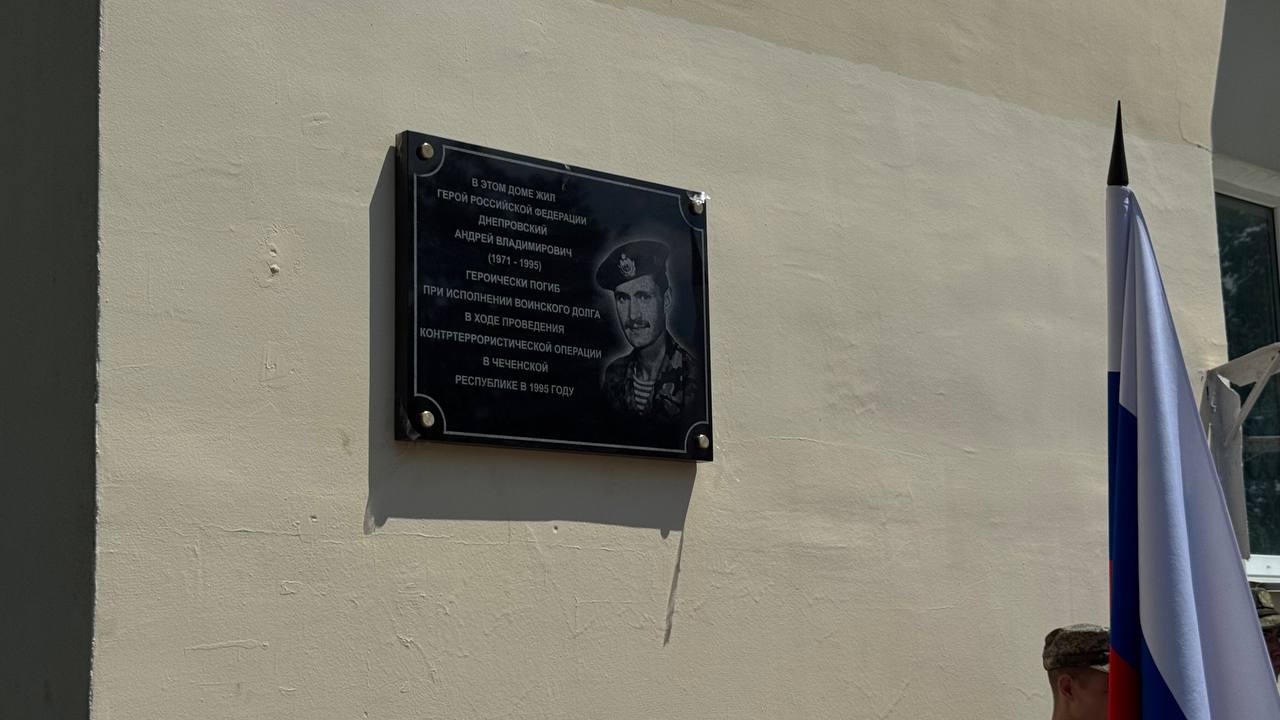 В ЭТОМ ДОМЕ ЖИЛ
ГЕРОЙ РОССИЙСКОЙ ФЕДЕРАЦИИ
ДНЕПРОВСКИЙ
АНДРЕЙ ВЛАДИМИРОВИЧ
(1971 - 1995)
ГЕРОИЧЕСКИ ПОГИБ
ПРИ ИСПОЛНЕНИИ ВОИНСКОГО ДОЛГА
В ХОДЕ ПРОВЕДЕНИЯ
КОНТРТЕРРОРИСТИЧЕСКОЙ ОПЕРАЦИИ
В ЧЕЧЕНСКОЙ
РЕСПУБЛИКЕ В 1995 ГОДУ